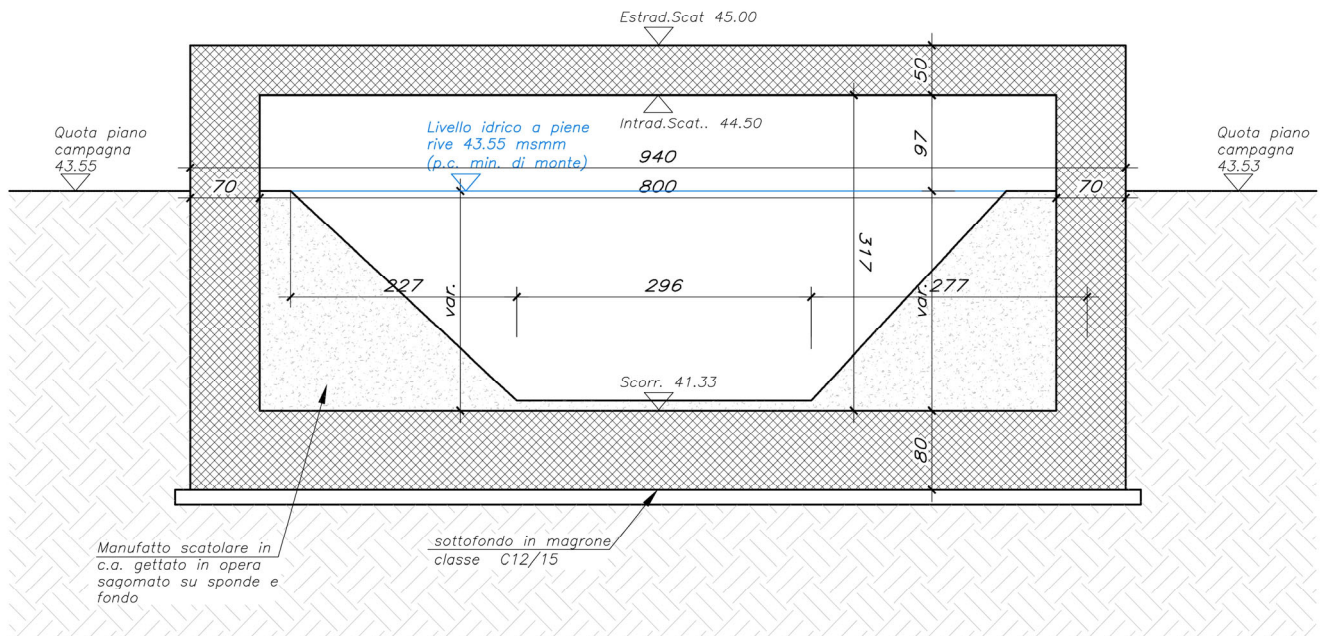 Estrad.Scat 45.00
50
Quota piano
campagna
43.55
Livello idrico a piene
rive 43.55 msmm
(p.c. min. di monte)
Intrad.Scat.. 44.50
97
Quota piano
campagna
43.53
940
70
800
70
317
227
var.
296
var.
277
Scorr. 41.33
80
Manufatto scatolare in
c.a. gettato in opera
sagomato su sponde e
fondo
sottofondo in magrone
classe C12/15